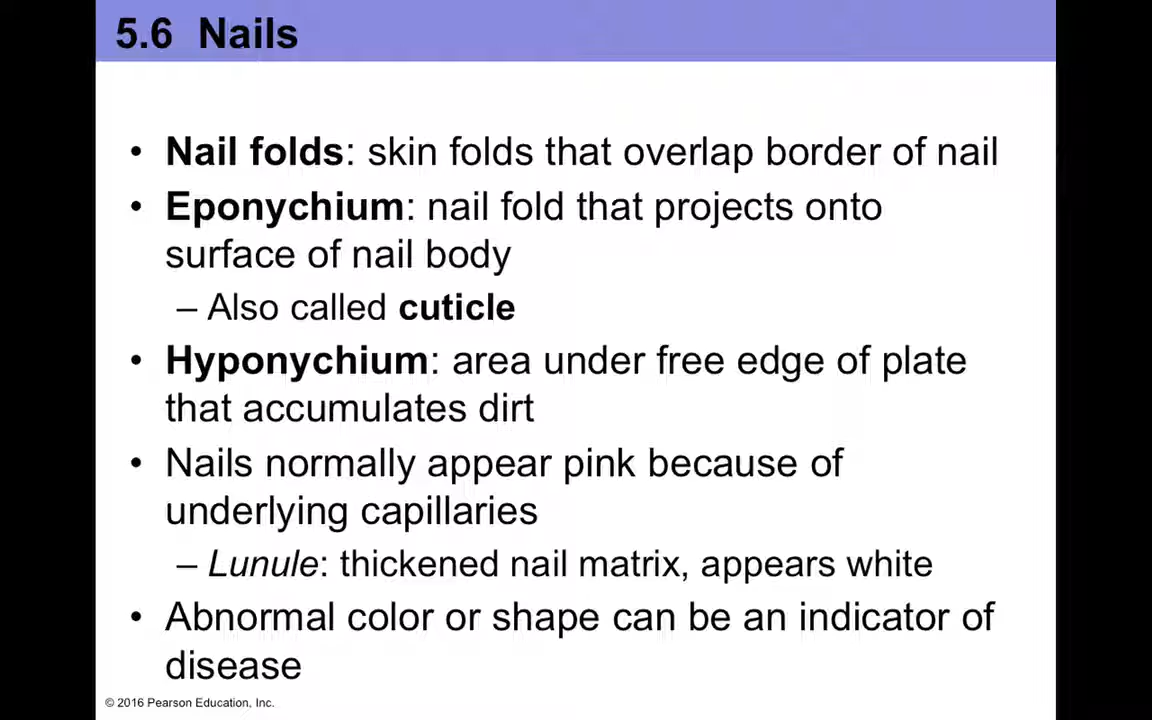 5.6 Nails
• Nail folds: skin folds that overlap border of nail
• Eponychium: nail fold that projects onto
surface of nail body
– Also called cuticle
• Hyponychium: area under free edge of plate
that accumulates dirt
• Nails normally appear pink because of
underlying capillaries
– Lunule: thickened nail matrix, appears white
• Abnormal color or shape can be an indicator of
disease
© 2016 Pearson Education, Inc.